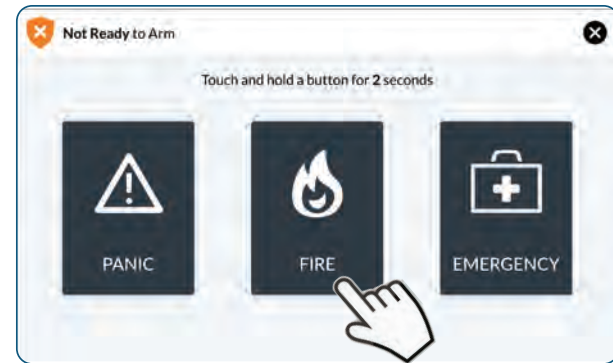 Not Ready to Arm
Touch and hold a button for 2 seconds
PANIC
FIRE
EMERGENCY